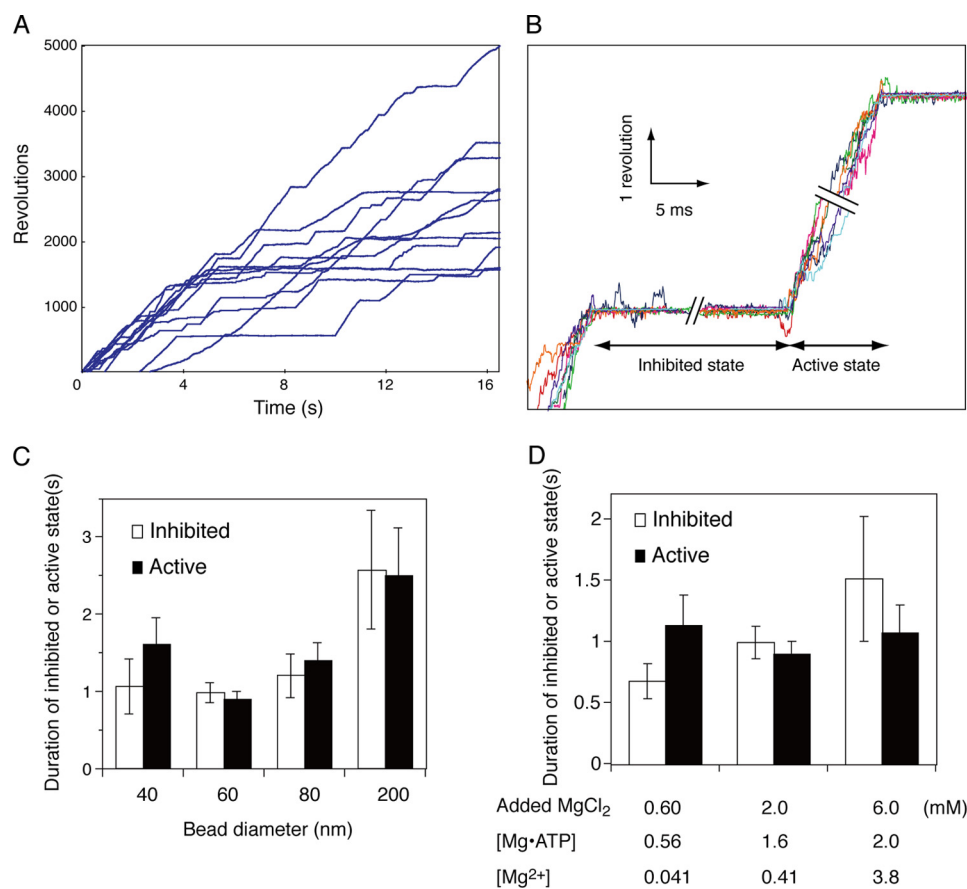 A
5000
4000
3000
2000
1000
Revolutions
0
4
8
12
16
Time (s)
B
1 revolution
5 ms
Inhibited state
Active state
C
Duration of inhibited or active state(s)
3
2
1
0
Inhibited
Active
40 60 80 200
Bead diameter (nm)
D
Duration of inhibited or active state(s)
2
1.5
1
0.5
0
Inhibited
Active
Added MgCl₂ 0.60 2.0 6.0 (mM)
[Mg•ATP] 0.56 1.6 2.0
[Mg²⁺] 0.041 0.41 3.8